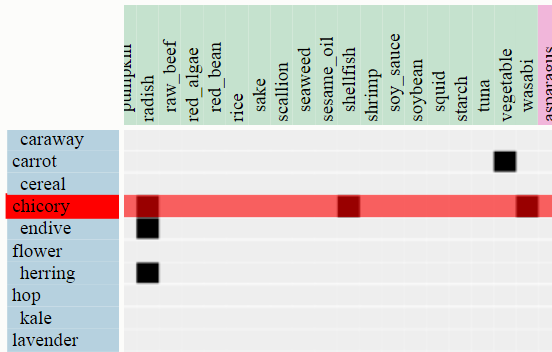 pumpkin
radish
raw_beef
red_algae
red_bean
rice
sake
scallion
seaweed
sesame_oil
shellfish
shrimp
soy_sauce
soybean
squid
starch
tuna
vegetable
wasabi
asparagus
caraway
carrot
cereal
chicory
endive
flower
herring
hop
kale
lavender